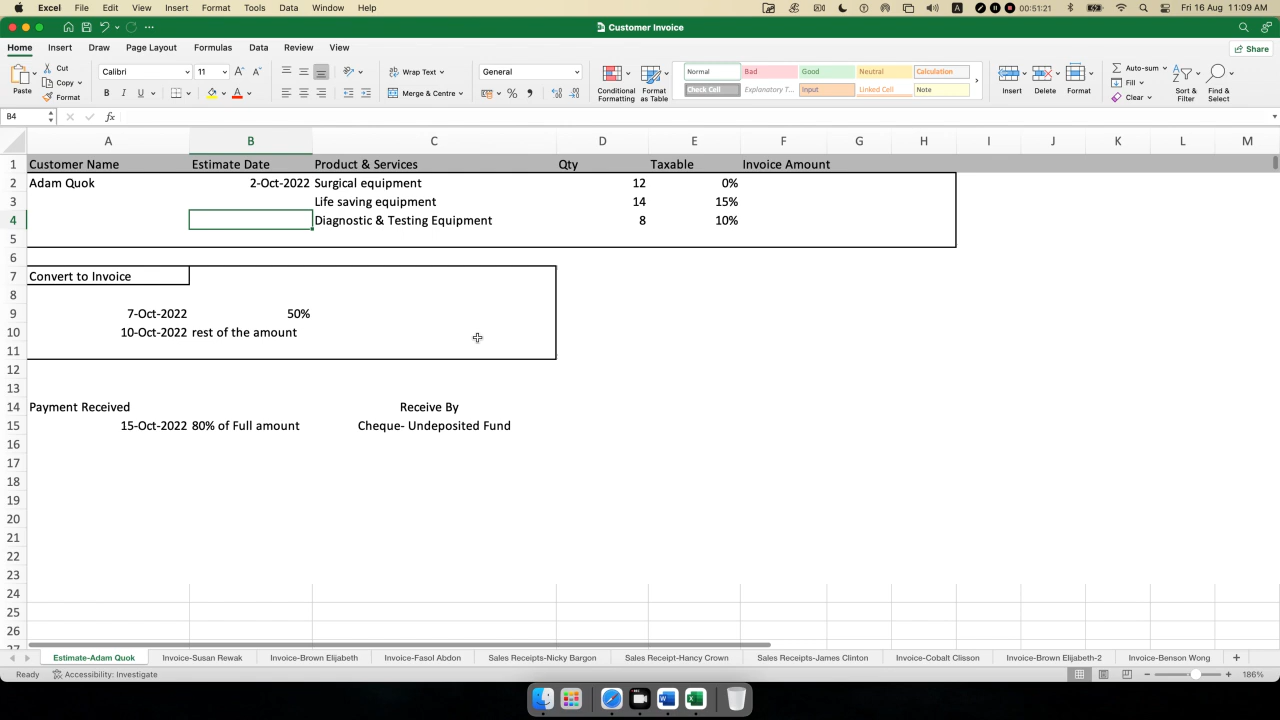 Excel File Edit View Insert Format Tools Data Window Help 00:51:21 A Fri 16 Aug 11:09 AM
Customer Invoice
Home Insert Draw Page Layout Formulas Data Review View Share
Paste Cut Copy Format Calibri 11 A A B I U A Wrap Text Merge & Centre General % Conditional Formatting Format as Table Normal Bad Good Neutral Calculation Check Cell Explanatory T... Input Linked Cell Note Insert Delete Format Auto-sum Fill Clear Sort & Filter Find & Select
B4 fx
A B C D E F G H I J K L M
1 Customer Name Estimate Date Product & Services Qty Taxable Invoice Amount
2 Adam Quok 2-Oct-2022 Surgical equipment 12 0%
3 Life saving equipment 14 15%
4 Diagnostic & Testing Equipment 8 10%
5
6
7 Convert to Invoice
8
9 7-Oct-2022 50%
10 10-Oct-2022 rest of the amount
11
12
13
14 Payment Received Receive By
15 15-Oct-2022 80% of Full amount Cheque- Undeposited Fund
16
17
18
19
20
21
22
23
24
25
26
27
Estimate-Adam Quok Invoice-Susan Rewak Invoice-Brown Elijabeth Invoice-Fasol Abdon Sales Receipts-Nicky Bargon Sales Receipt-Hancy Crown Sales Receipts-James Clinton Invoice-Cobalt Clisson Invoice-Brown Elijabeth-2 Invoice-Benson Wong +
Ready Accessibility: Investigate 186%